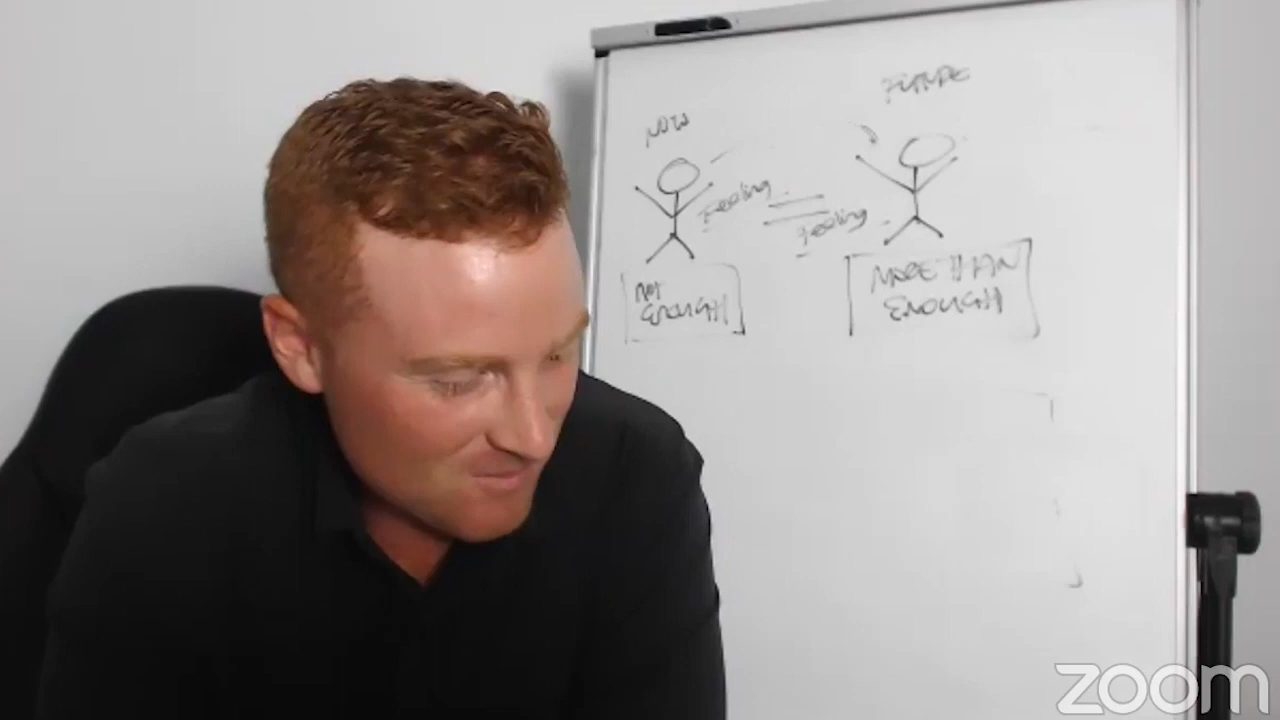 NOW
FUTURE
Feeling
Feeling
NOT
ENOUGH
MORE THAN
ENOUGH
zoom